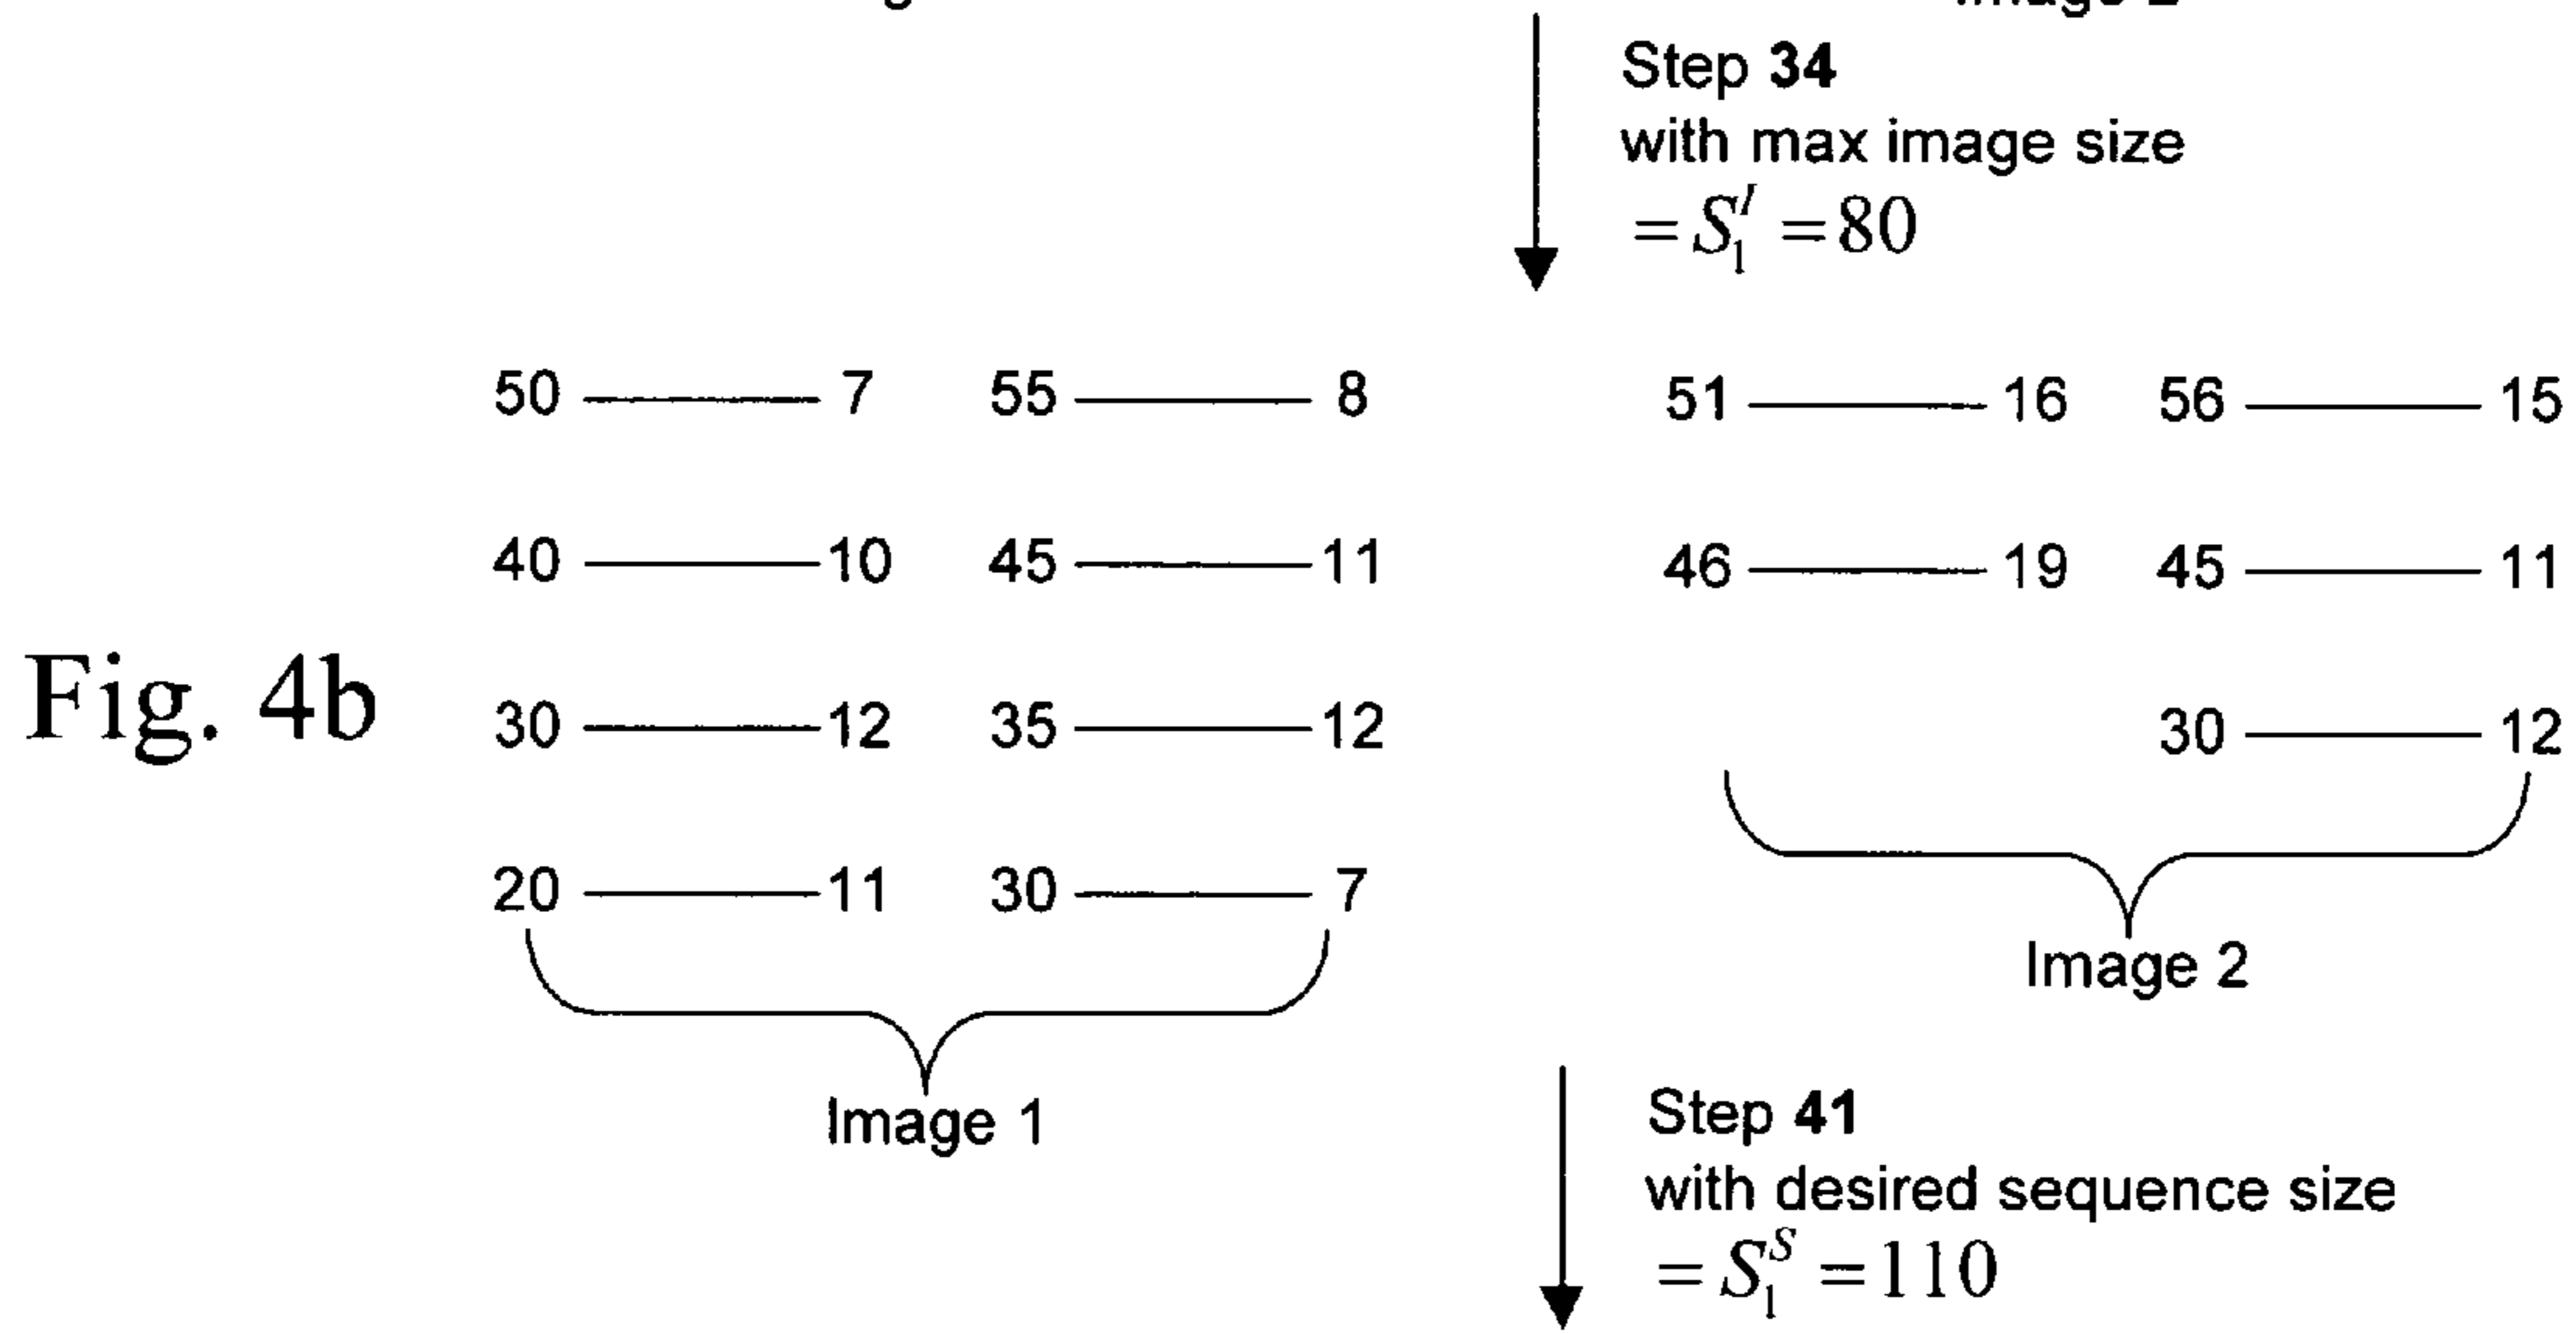 Step 34
with max image size
= S₁ᴵ = 80
50 7 55 8 51 16 56 15
40 10 45 11 46 19 45 11
Fig. 4b
30 12 35 12 30 12
20 11 30 7
Image 2
Image 1
Step 41
with desired sequence size
= S₁ˢ = 110